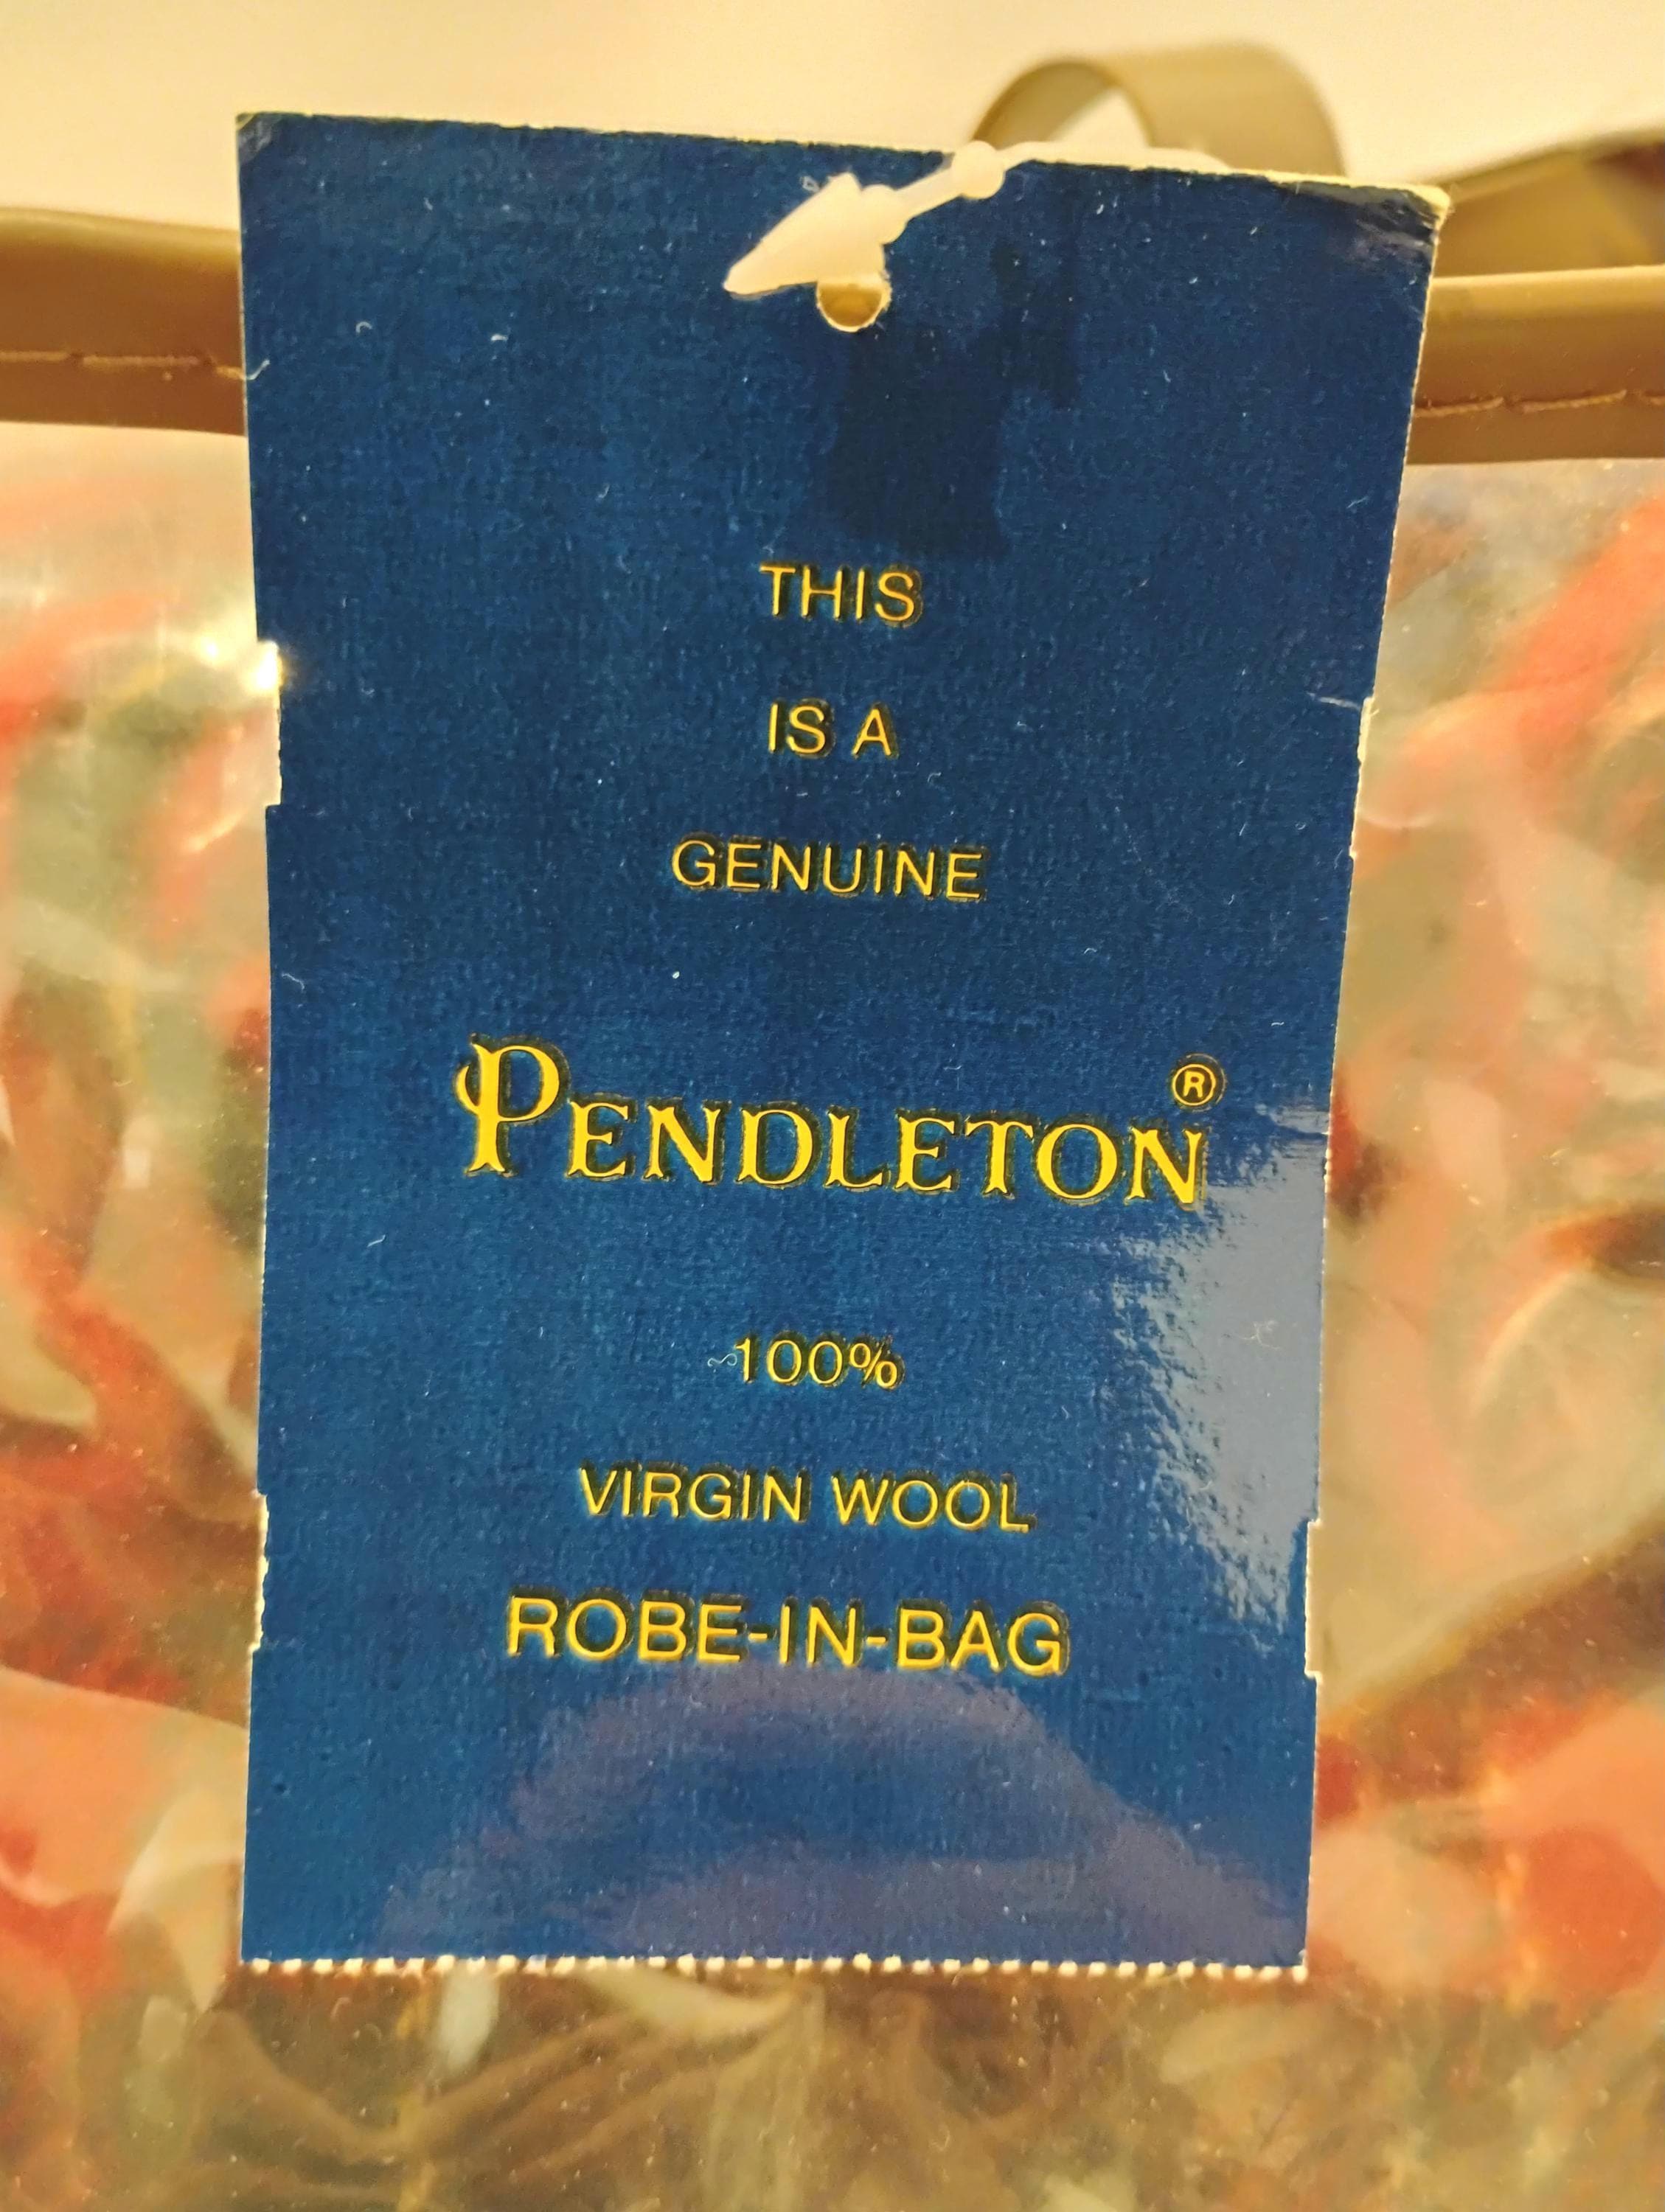 THIS
IS A
GENUINE
PENDLETON®
100%
VIRGIN WOOL
ROBE-IN-BAG